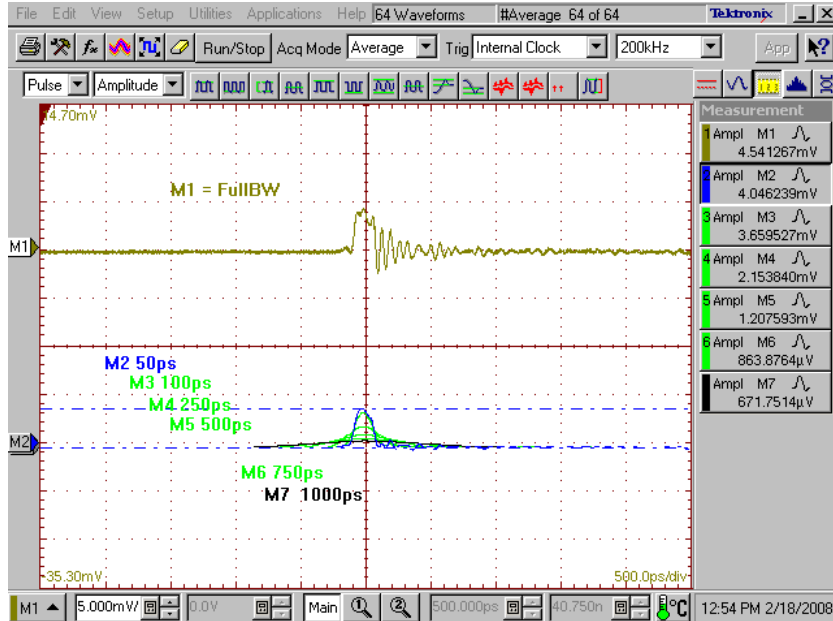 File Edit View Setup Utilities Applications Help 64 Waveforms #Average 64 of 64 Tektronix
Run/Stop Acq Mode Average Trig Internal Clock 200kHz App
Pulse Amplitude
14.70mV
M1 = FullBW
M1
M2 50ps
M3 100ps
M4 250ps
M5 500ps
M2
M6 750ps
M7 1000ps
-35.30mV 500.0ps/div
Measurement
1 Ampl M1
4.541267mV
2 Ampl M2
4.046239mV
3 Ampl M3
3.659527mV
4 Ampl M4
2.153840mV
5 Ampl M5
1.207593mV
6 Ampl M6
863.8764µV
Ampl M7
671.7514µV
M1 5.000mV/ 0.0V Main 1 2 500.000ps 40.750n °C 12:54 PM 2/18/2008